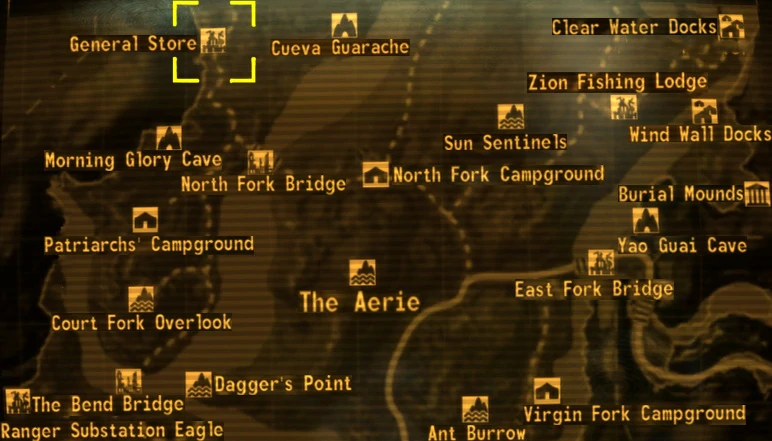 Clear Water Docks
General Store
Cueva Guarache
Zion Fishing Lodge
Wind Wall Docks
Sun Sentinels
Morning Glory Cave
North Fork Campground
North Fork Bridge
Burial Mounds
Patriarchs' Campground
Yao Guai Cave
East Fork Bridge
The Aerie
Court Fork Overlook
Dagger's Point
The Bend Bridge
Virgin Fork Campground
Ranger Substation Eagle
Ant Burrow